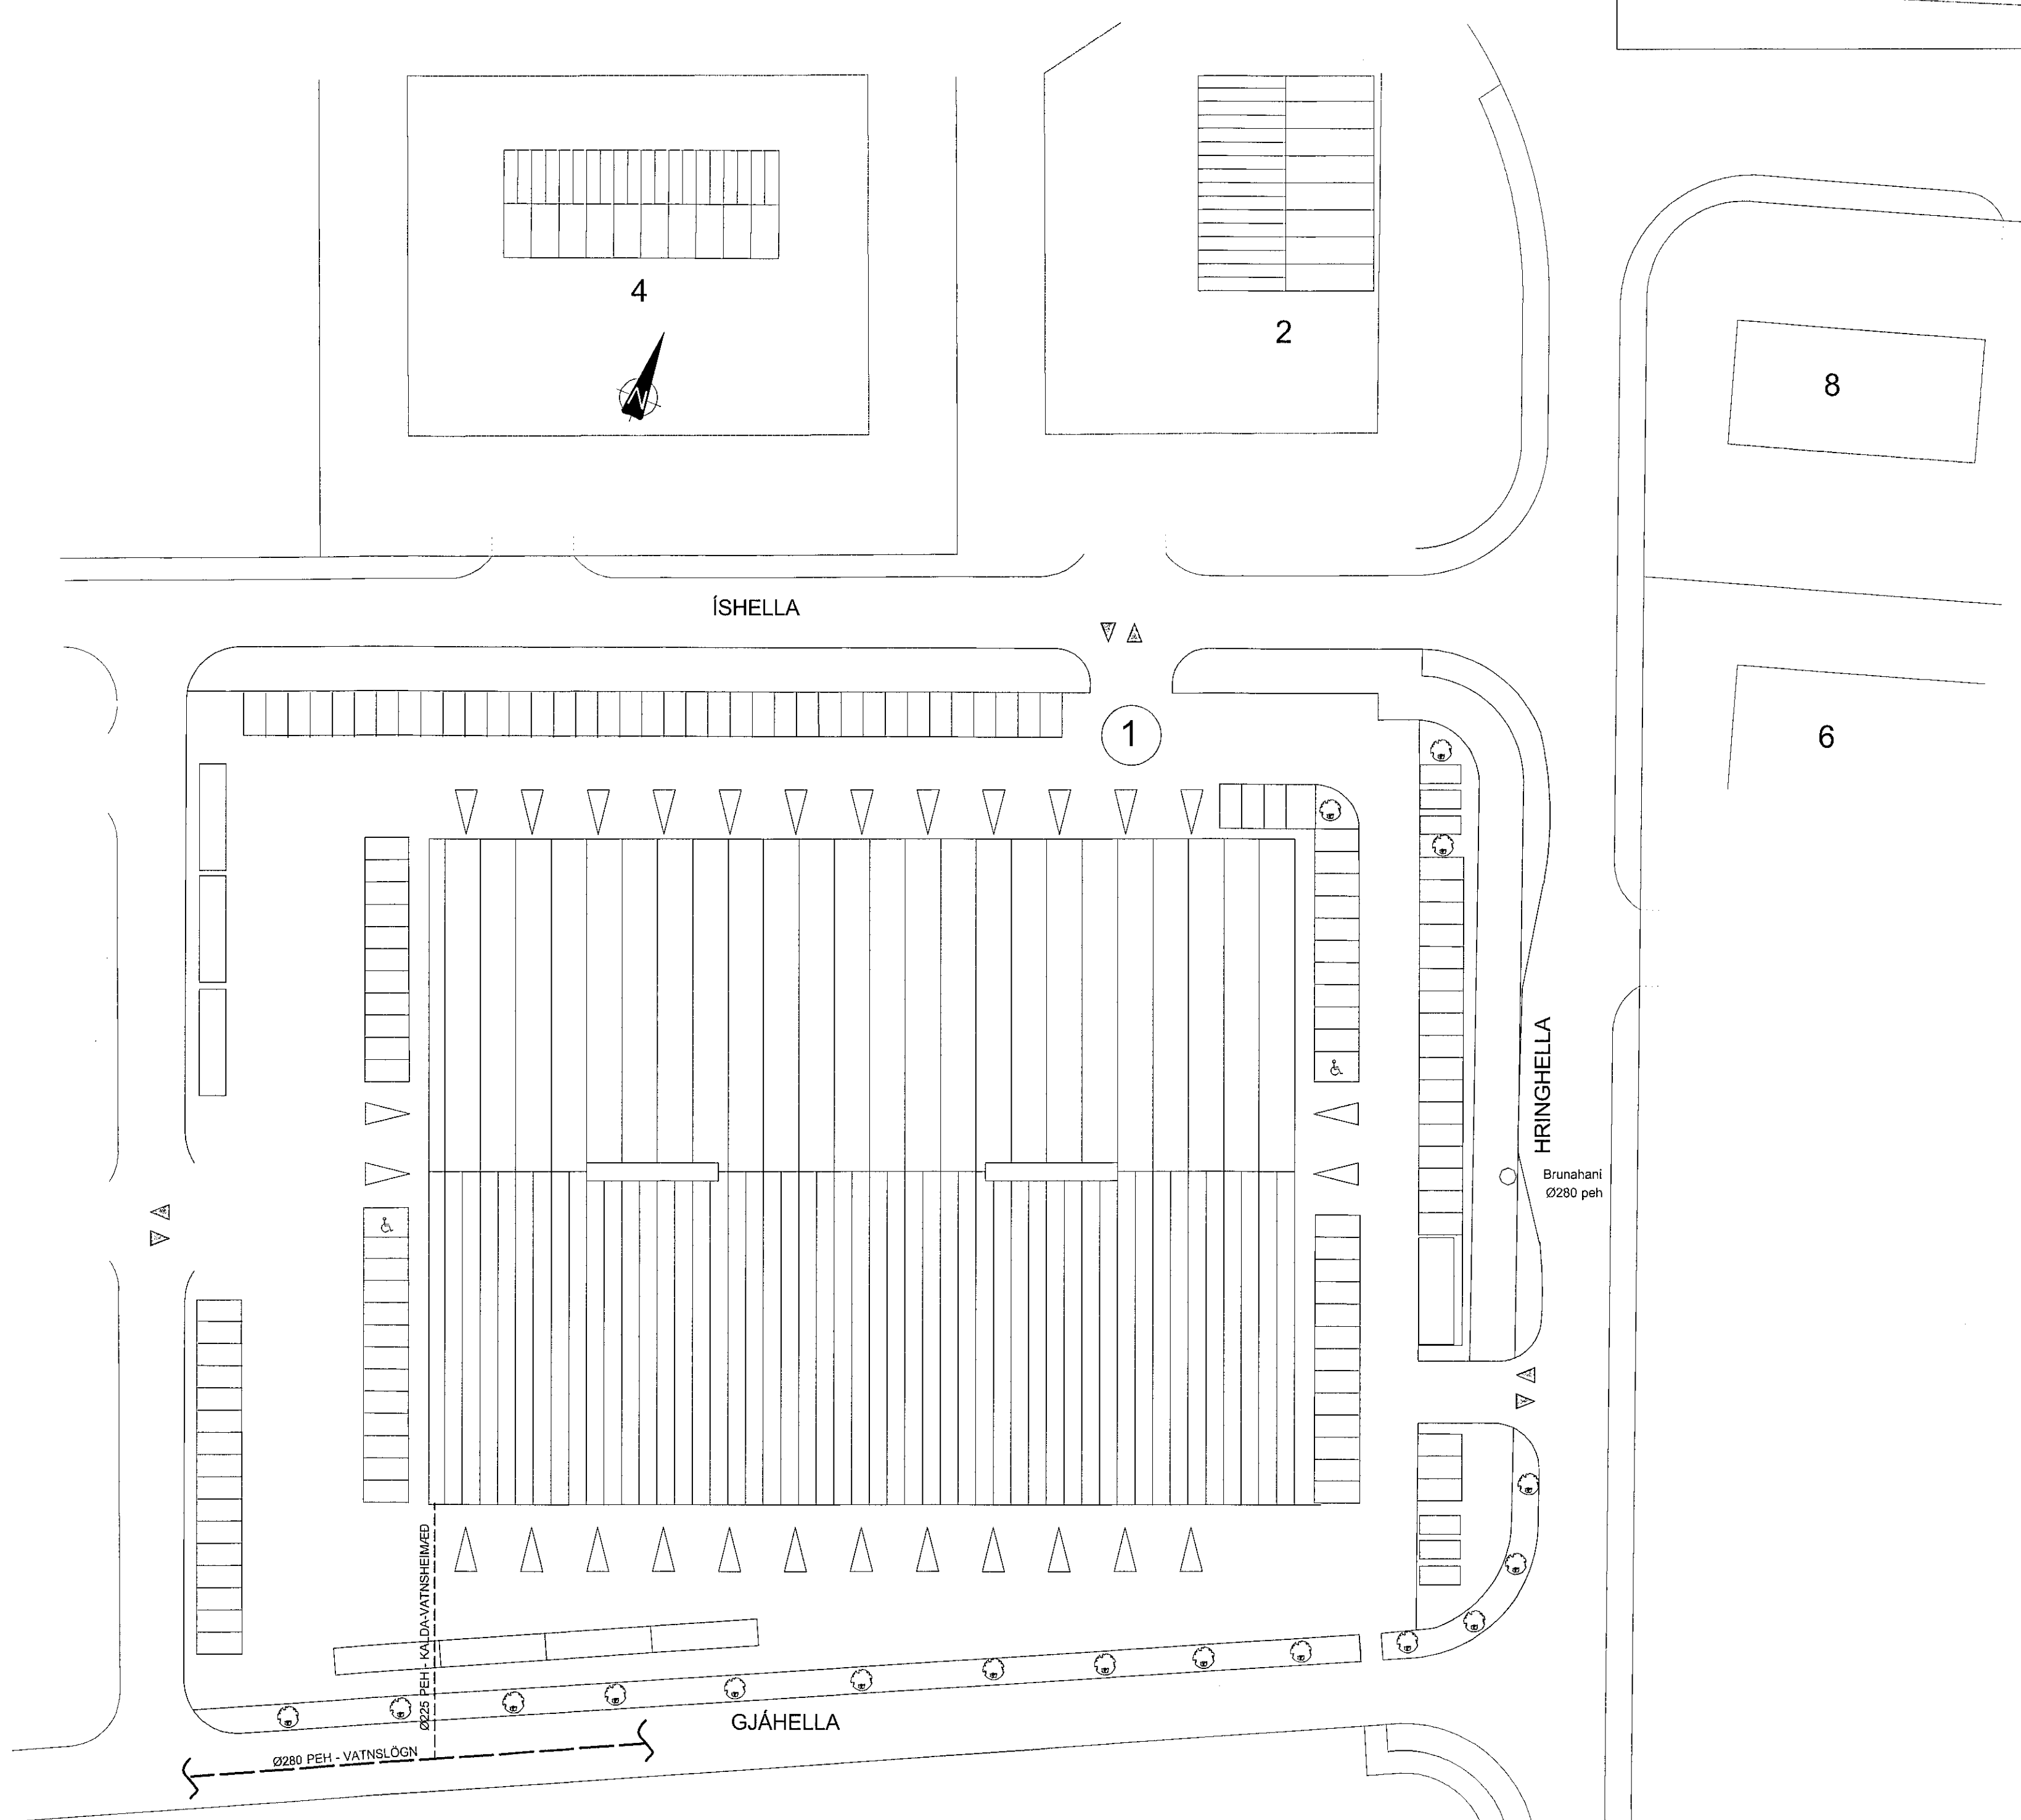 4
N
2
8
ÍSHELLA
1
6
HRINGHELLA
Brunahani
Ø280 peh
Ø225 PEH - KALDA-VATNSHEIMÆÐ
GJÁHELLA
Ø280 PEH - VATNSLÖGN